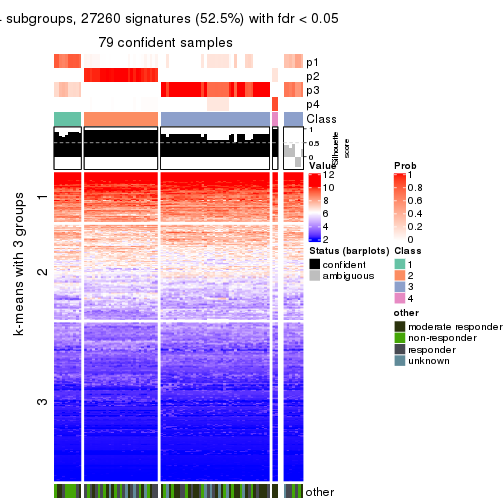 subgroups, 27260 signatures (52.5%) with fdr < 0.05
79 confident samples
p1
p2
p3
p4
Class
1
0.5
0
Silhouette
score
k-means with 3 groups
1
2
3
other
Value
12
10
8
6
4
2
Prob
1
0.8
0.6
0.4
0.2
0
Status (barplots)
confident
ambiguous
Class
1
2
3
4
other
moderate responder
non-responder
responder
unknown